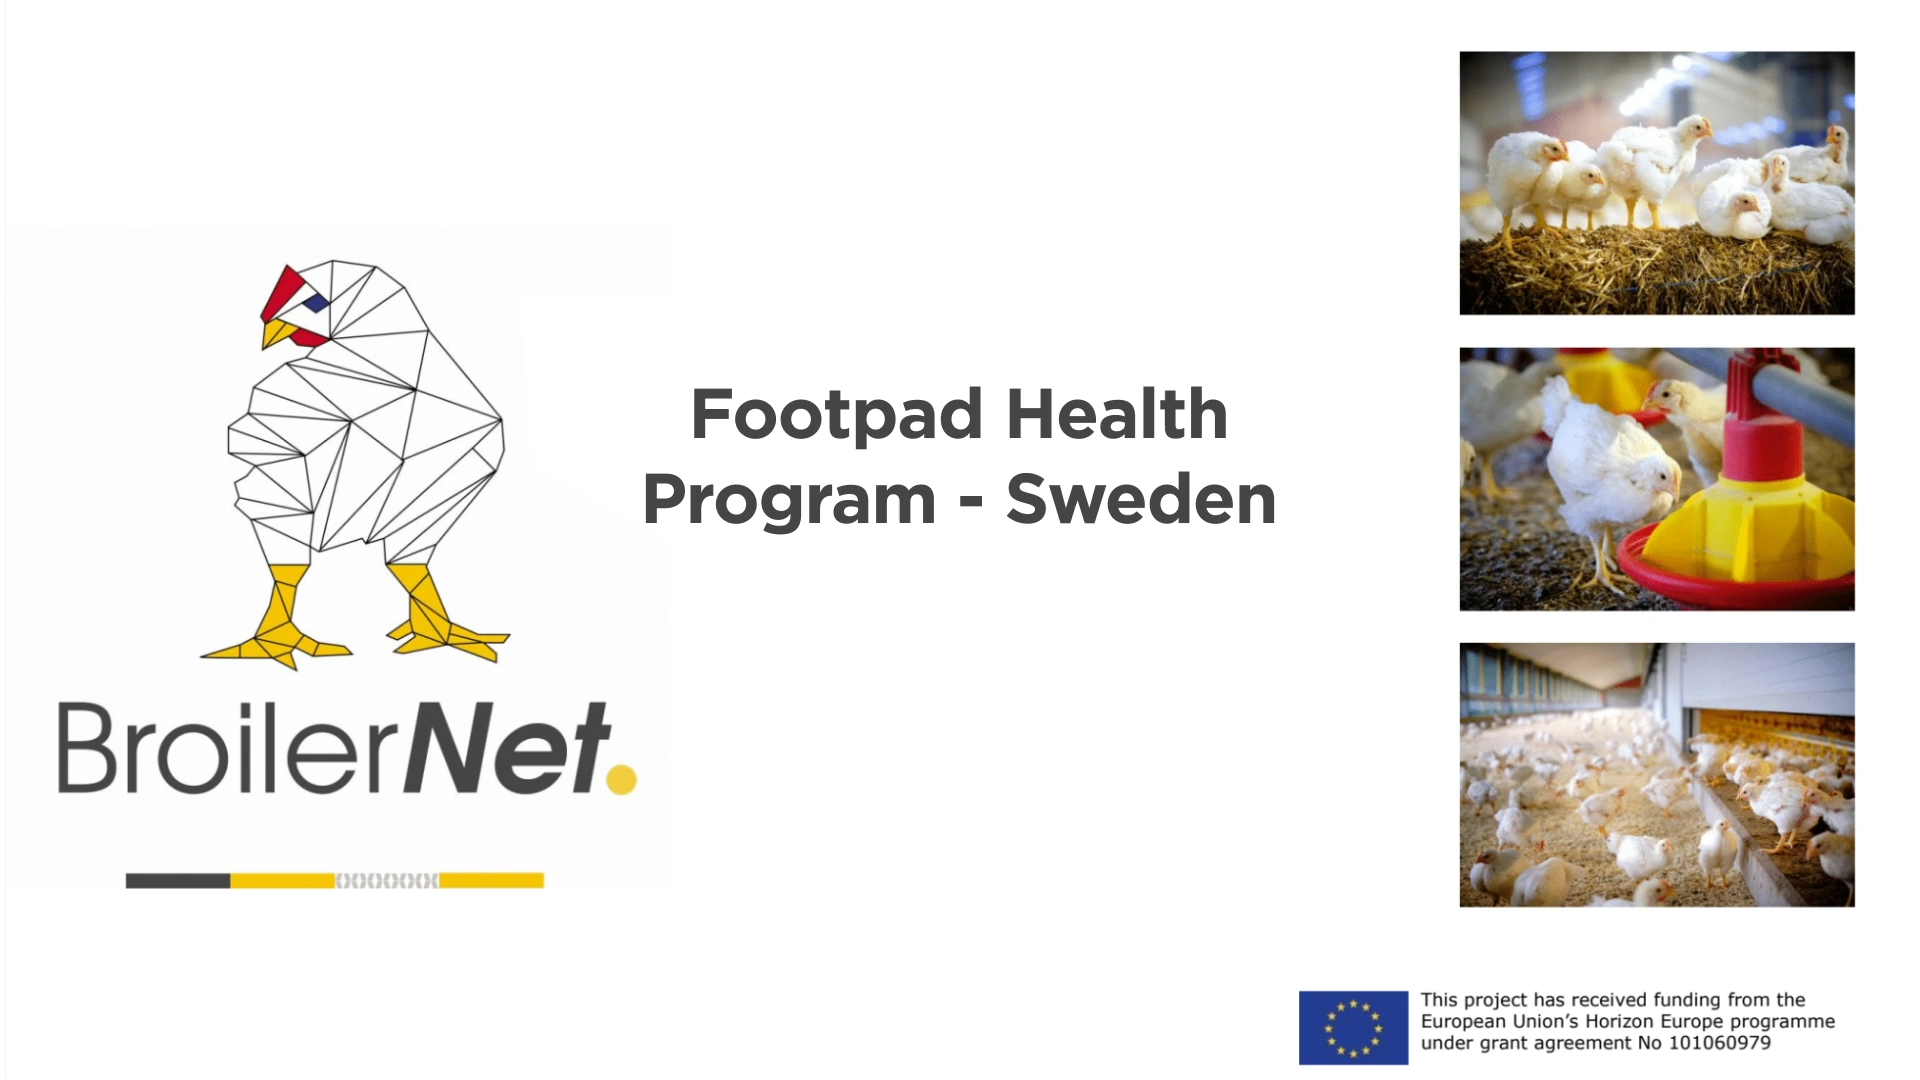 Footpad Health
Program - Sweden
BroilerNet.
This project has received funding from the
European Union’s Horizon Europe programme
under grant agreement No 101060979